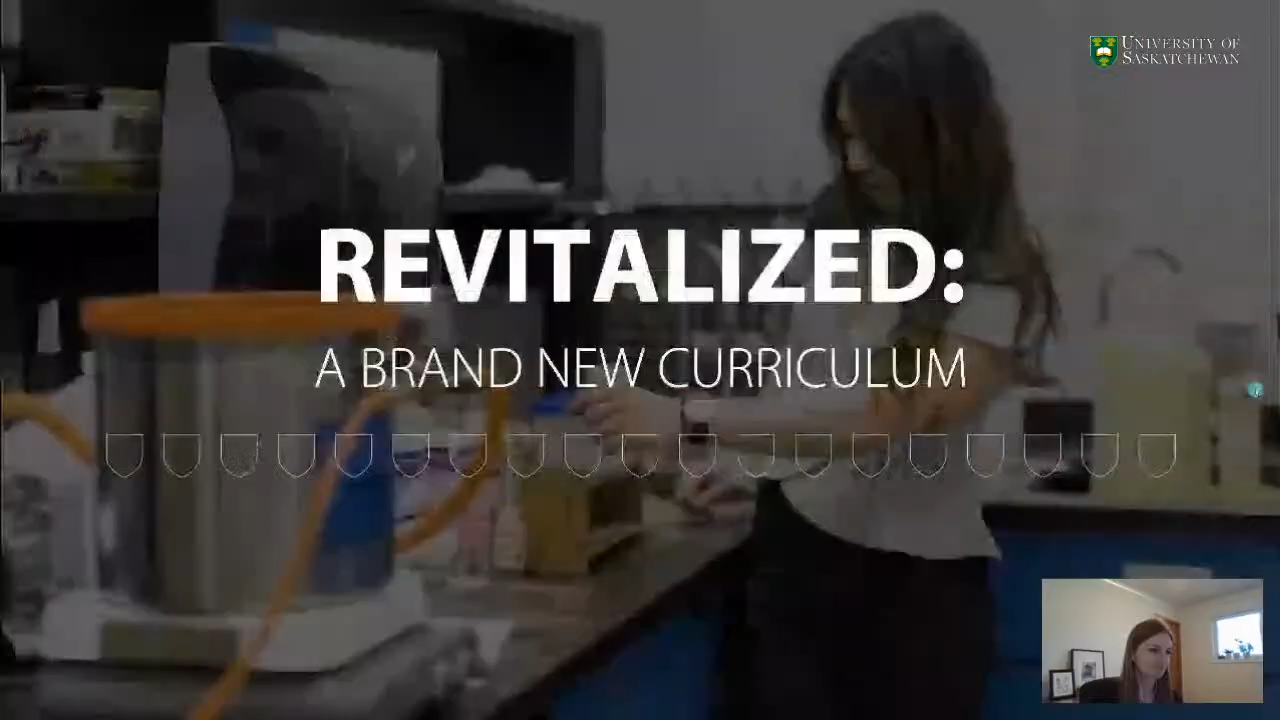 UNIVERSITY OF
SASKATCHEWAN
REVITALIZED:
A BRAND NEW CURRICULUM